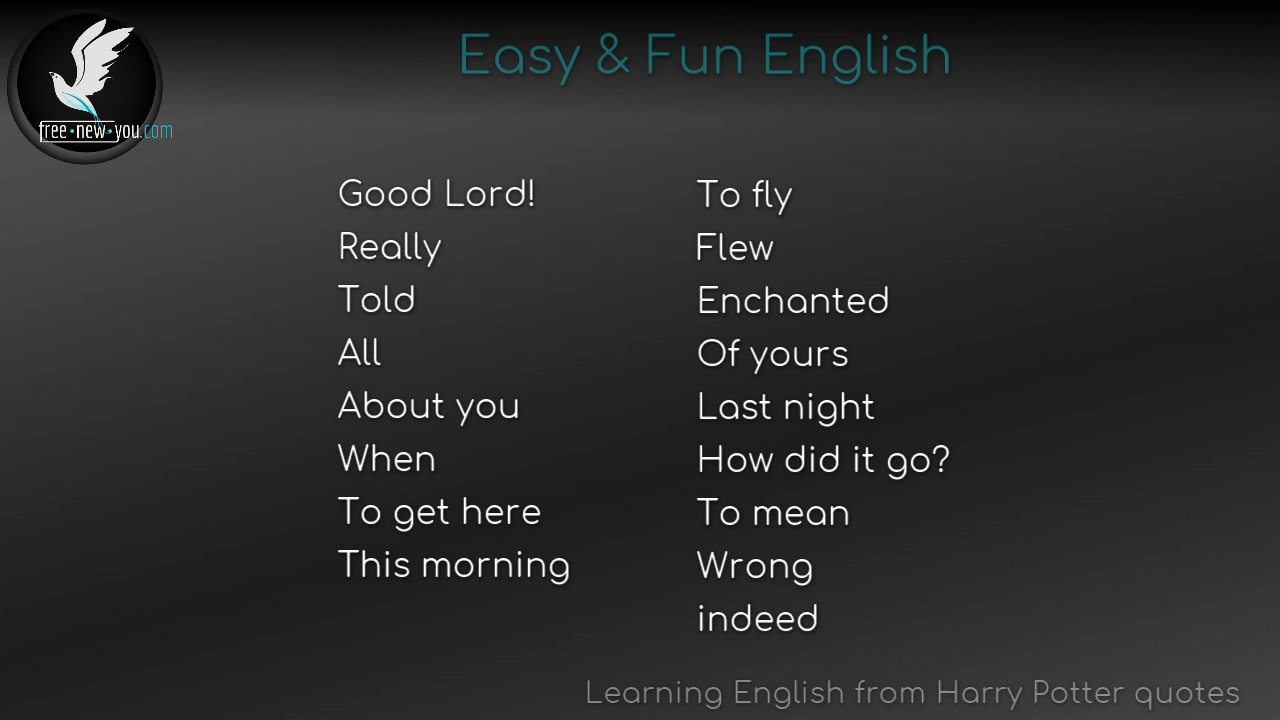 free•new•you.com
Easy & Fun English
Good Lord!
Really
Told
All
About you
When
To get here
This morning
To fly
Flew
Enchanted
Of yours
Last night
How did it go?
To mean
Wrong
indeed
Learning English from Harry Potter quotes